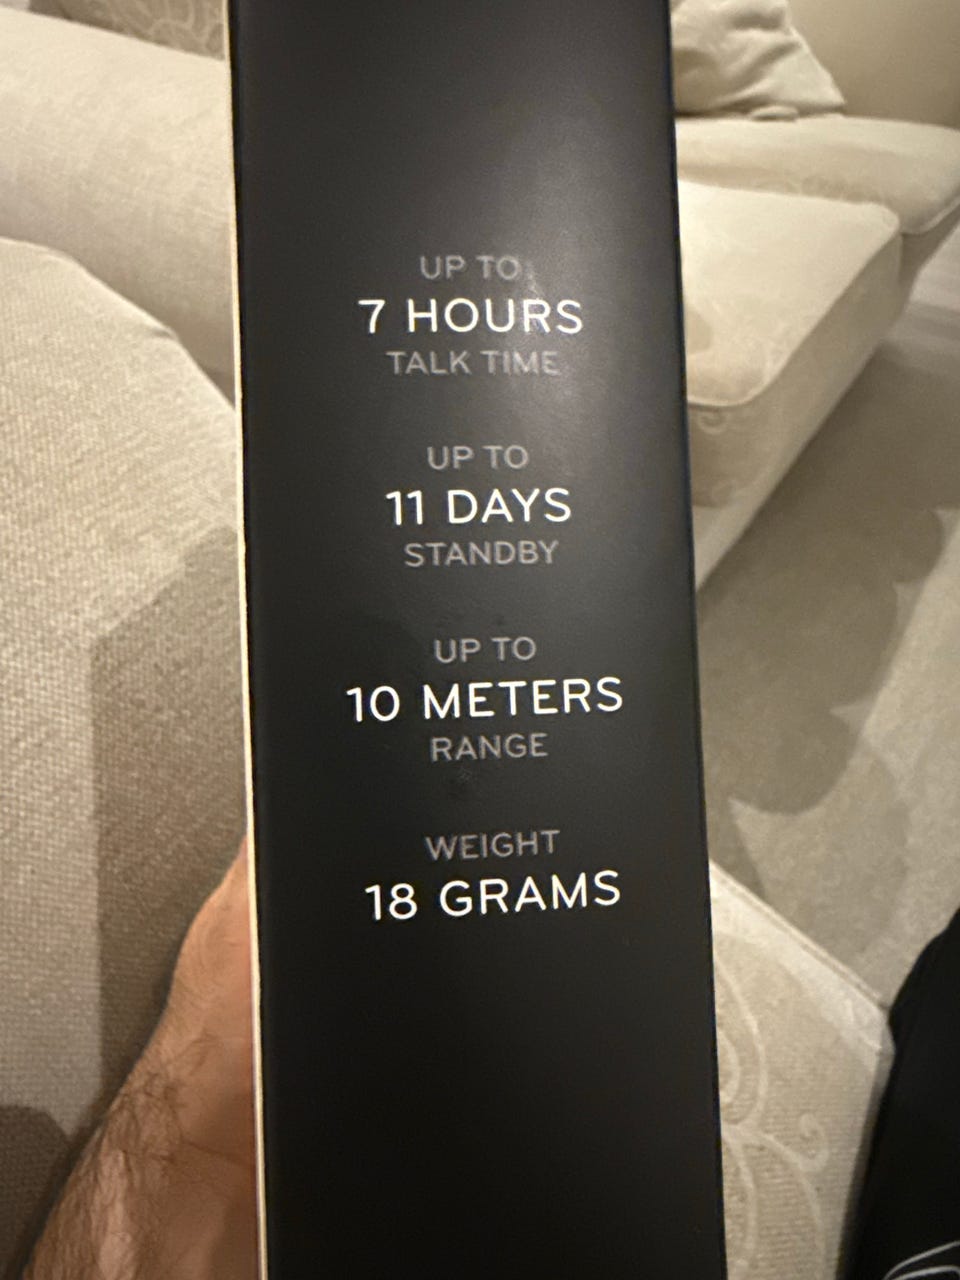 UP TO
7 HOURS
TALK TIME
UP TO
11 DAYS
STANDBY
UP TO
10 METERS
RANGE
WEIGHT
18 GRAMS